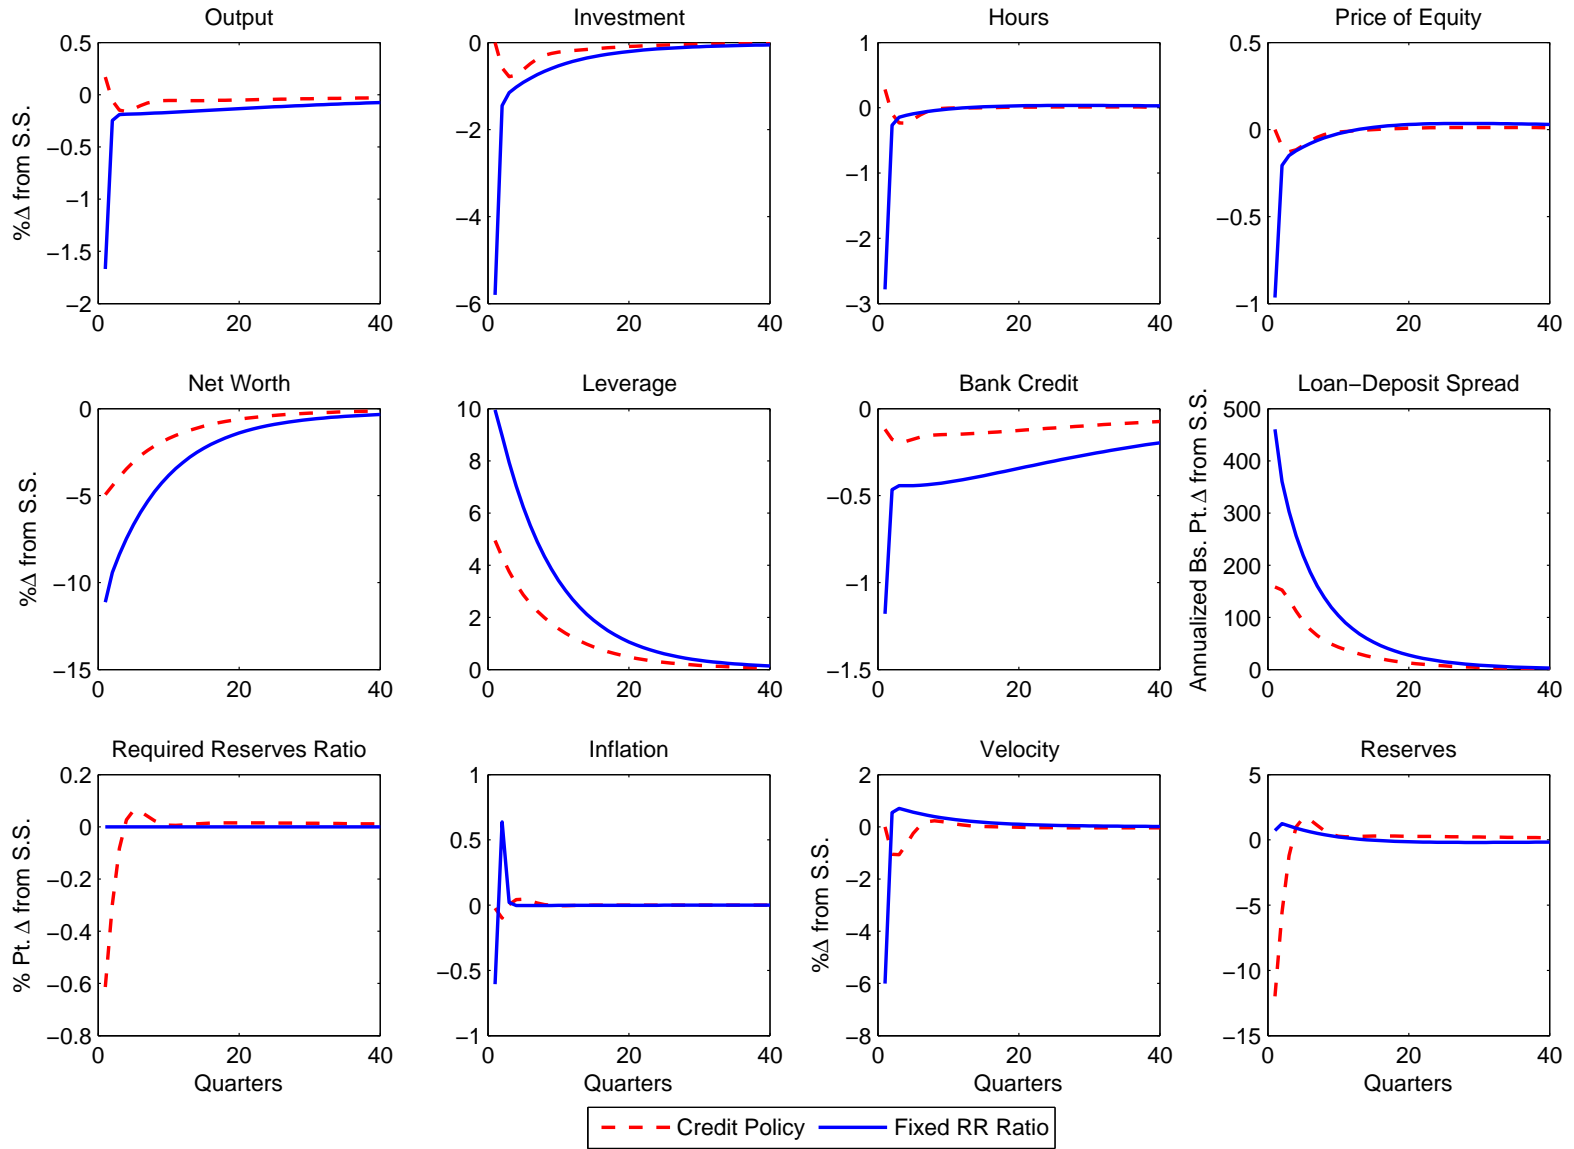 Output
Investment
Hours
Price of Equity
%Δ from S.S.
0.5
0
−0.5
−1
−1.5
−2
0 20 40
0
−2
−4
−6
0 20 40
1
0
−1
−2
−3
0 20 40
0.5
0
−0.5
−1
0 20 40
Net Worth
Leverage
Bank Credit
Loan−Deposit Spread
%Δ from S.S.
0
−5
−10
−15
0 20 40
10
8
6
4
2
0
0 20 40
0
−0.5
−1
−1.5
0 20 40
Annualized Bs. Pt.Δ from S.S.
500
400
300
200
100
0
0 20 40
Required Reserves Ratio
Inflation
Velocity
Reserves
% Pt. Δ from S.S.
0.2
0
−0.2
−0.4
−0.6
−0.8
0 20 40
Quarters
1
0.5
0
−0.5
−1
0 20 40
Quarters
%Δ from S.S.
2
0
−2
−4
−6
−8
0 20 40
Quarters
5
0
−5
−10
−15
0 20 40
Quarters
Credit Policy Fixed RR Ratio